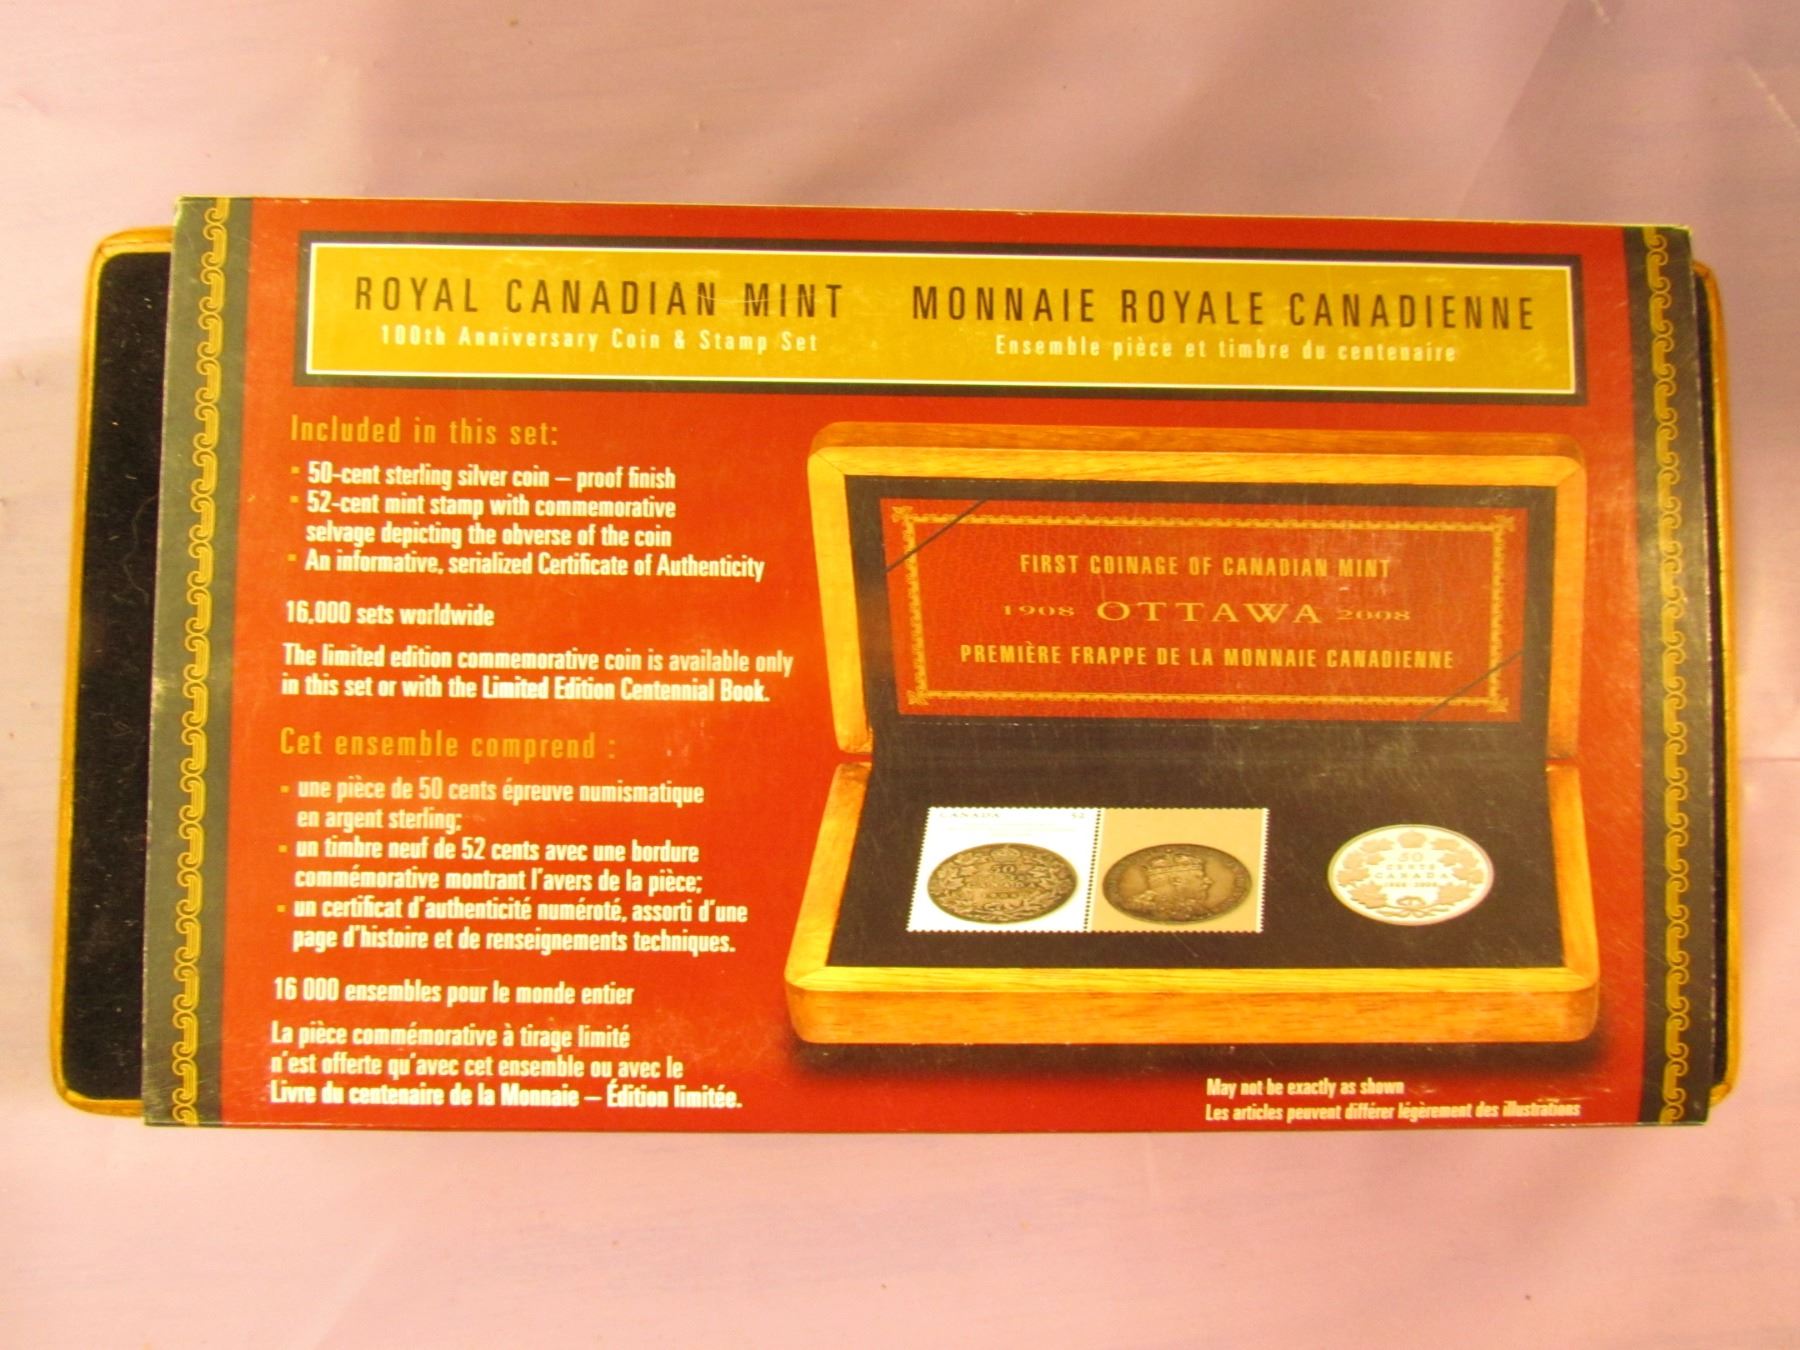 ROYAL CANADIAN MINT
100th Anniversary Coin & Stamp Set
MONNAIE ROYALE CANADIENNE
Ensemble pièce et timbre du centenaire
Included in this set:
50-cent sterling silver coin – proof finish
52-cent mint stamp with commemorative
selvage depicting the obverse of the coin
An informative, serialized Certificate of Authenticity
16,000 sets worldwide
The limited edition commemorative coin is available only
in this set or with the Limited Edition Centennial Book.
Cet ensemble comprend :
une pièce de 50 cents épreuve numismatique
en argent sterling;
un timbre neuf de 52 cents avec une bordure
commémorative montrant l'avers de la pièce;
un certificat d'authenticité numéroté, assorti d'une
page d'histoire et de renseignements techniques.
16 000 ensembles pour le monde entier
La pièce commémorative à tirage limité
n'est offerte qu'avec cet ensemble ou avec le
Livre du centenaire de la Monnaie – Édition limitée.
FIRST COINAGE OF CANADIAN MINT
1908 OTTAWA 2008
PREMIÈRE FRAPPE DE LA MONNAIE CANADIENNE
CANADA 52
50
CENTS
CANADA
1908-2008
May not be exactly as shown
Les articles peuvent différer légèrement des illustrations